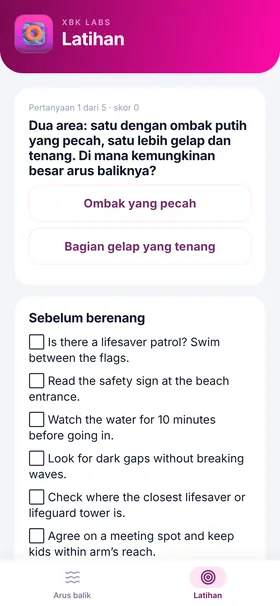 XBK LABS
Latihan
Pertanyaan 1 dari 5 · skor 0
Dua area: satu dengan ombak putih
yang pecah, satu lebih gelap dan
tenang. Di mana kemungkinan
besar arus baliknya?
Ombak yang pecah
Bagian gelap yang tenang
Sebelum berenang
Is there a lifesaver patrol? Swim
between the flags.
Read the safety sign at the beach
entrance.
Watch the water for 10 minutes
before going in.
Look for dark gaps without breaking
waves.
Check where the closest lifesaver or
lifeguard tower is.
Agree on a meeting spot and keep
kids within arm’s reach.
Arus balik
Latihan